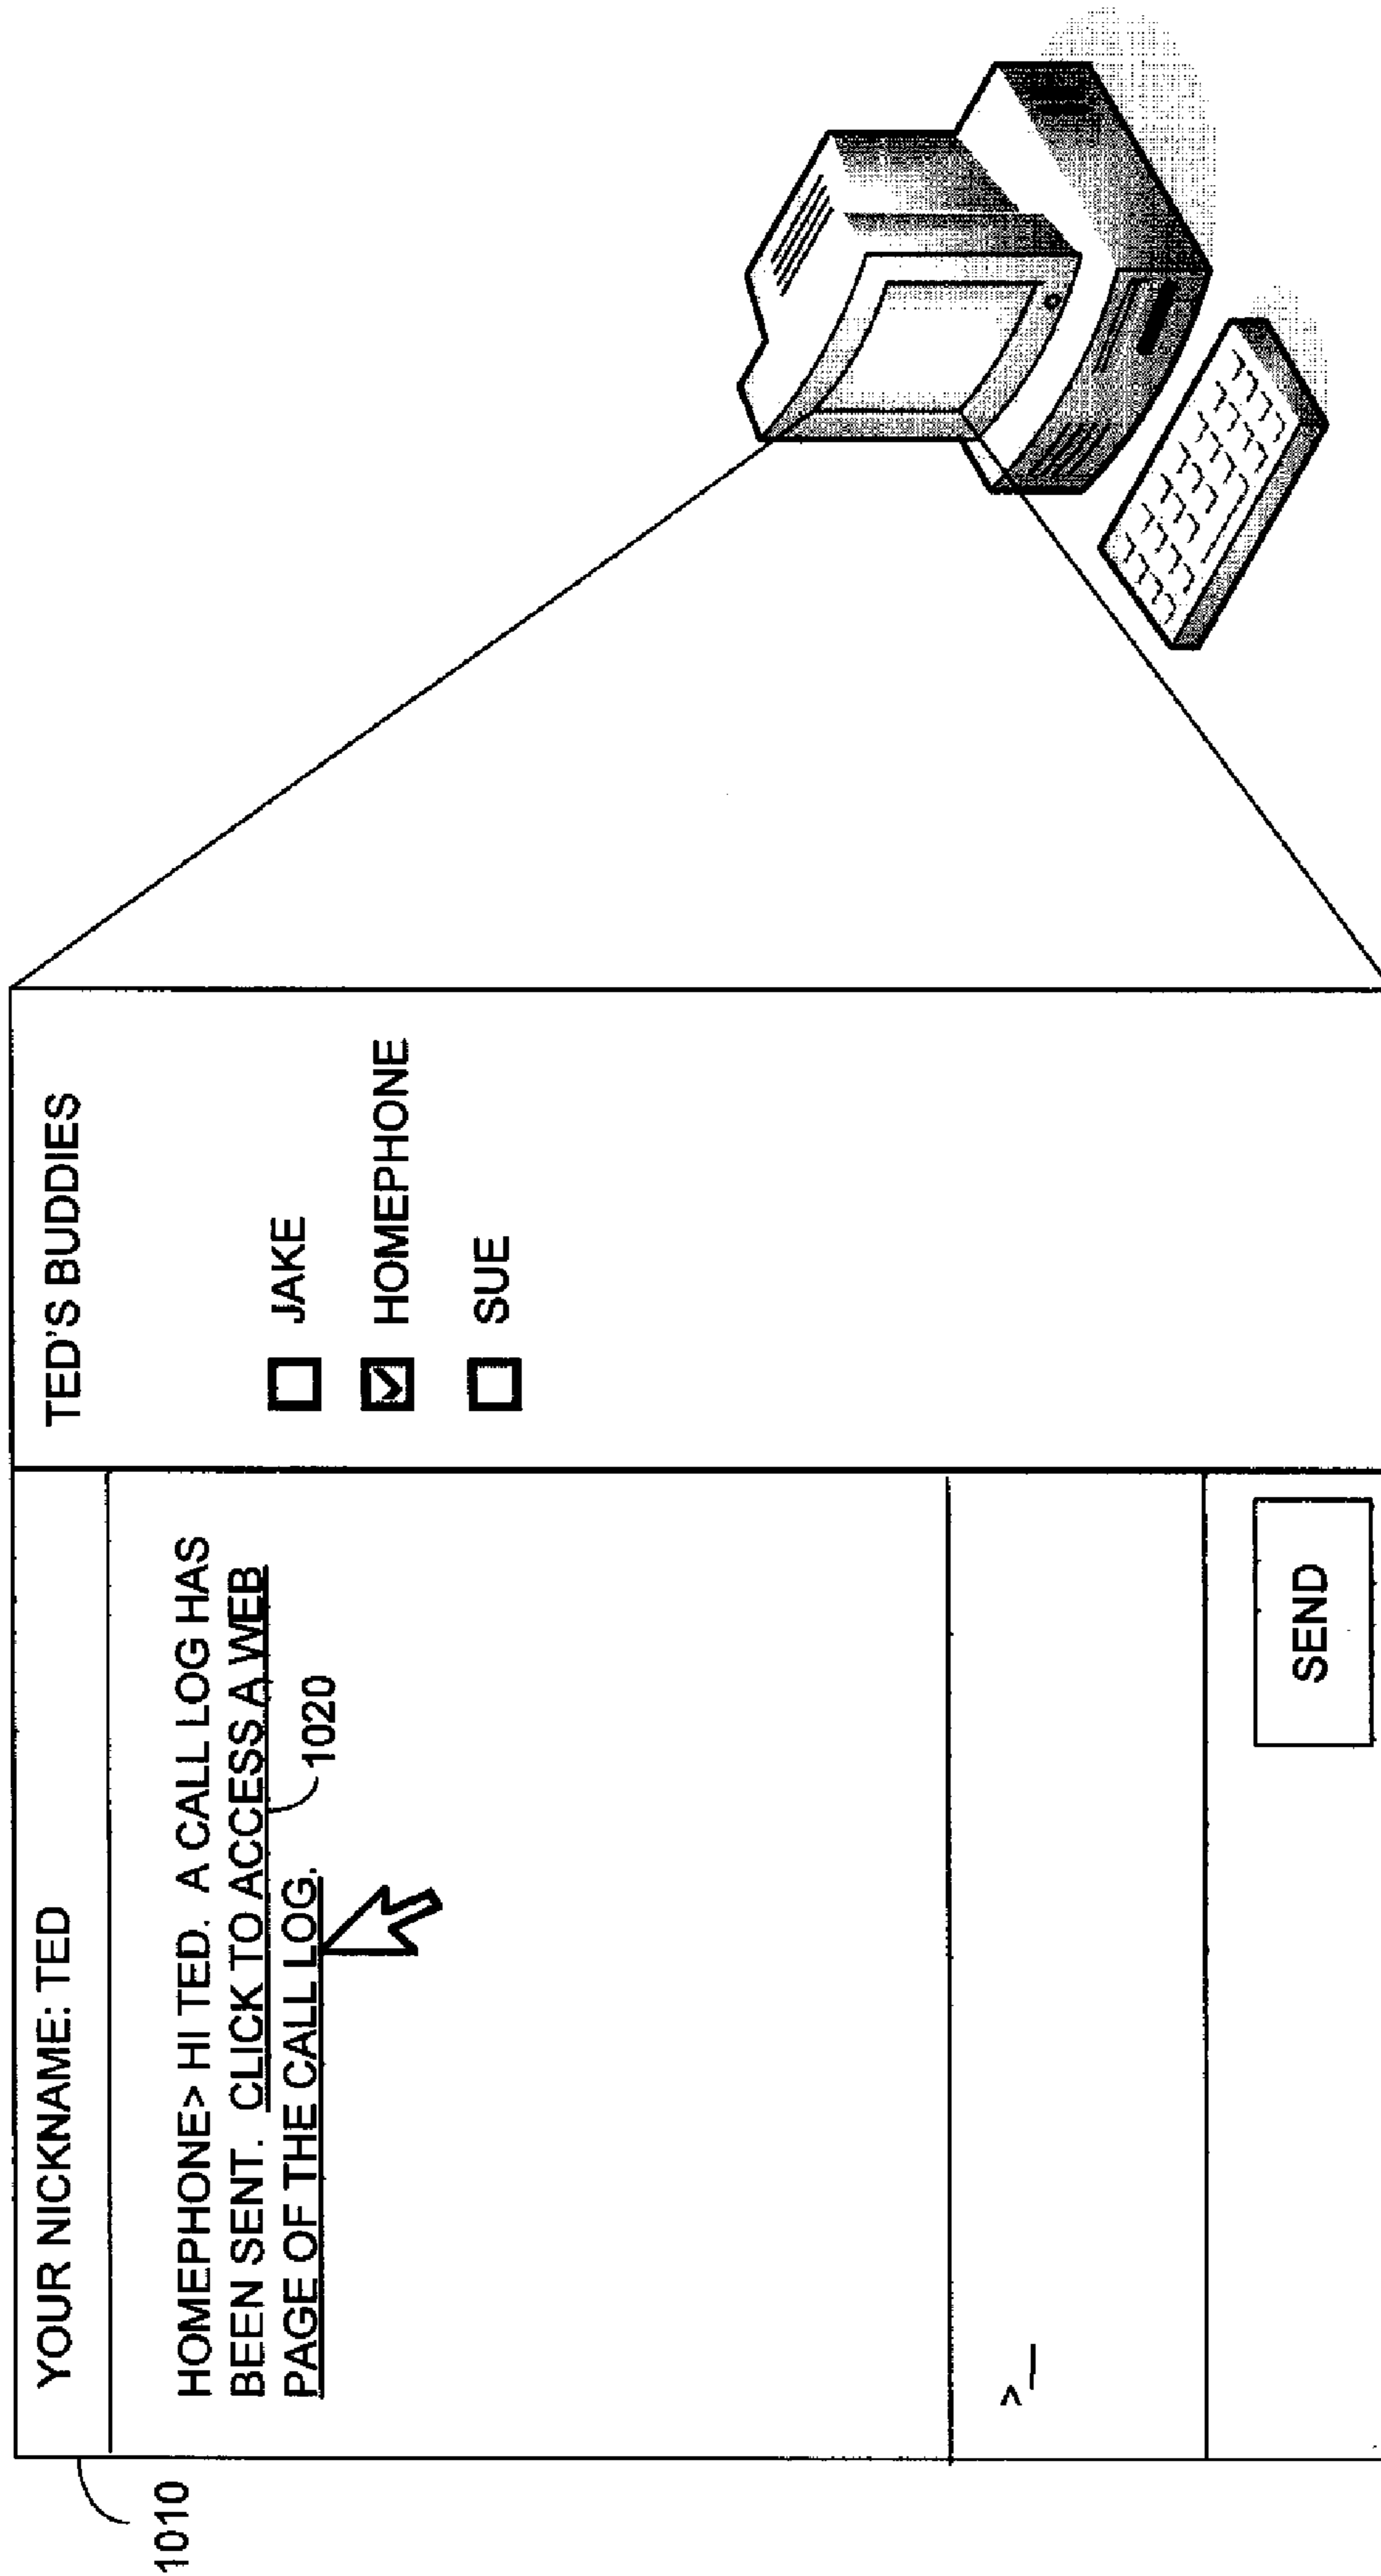 1010
YOUR NICKNAME: TED
HOMEPHONE> HI TED. A CALL LOG HAS
BEEN SENT. CLICK TO ACCESS A WEB
PAGE OF THE CALL LOG.
1020
>_
SEND
TED'S BUDDIES
JAKE
HOMEPHONE
SUE